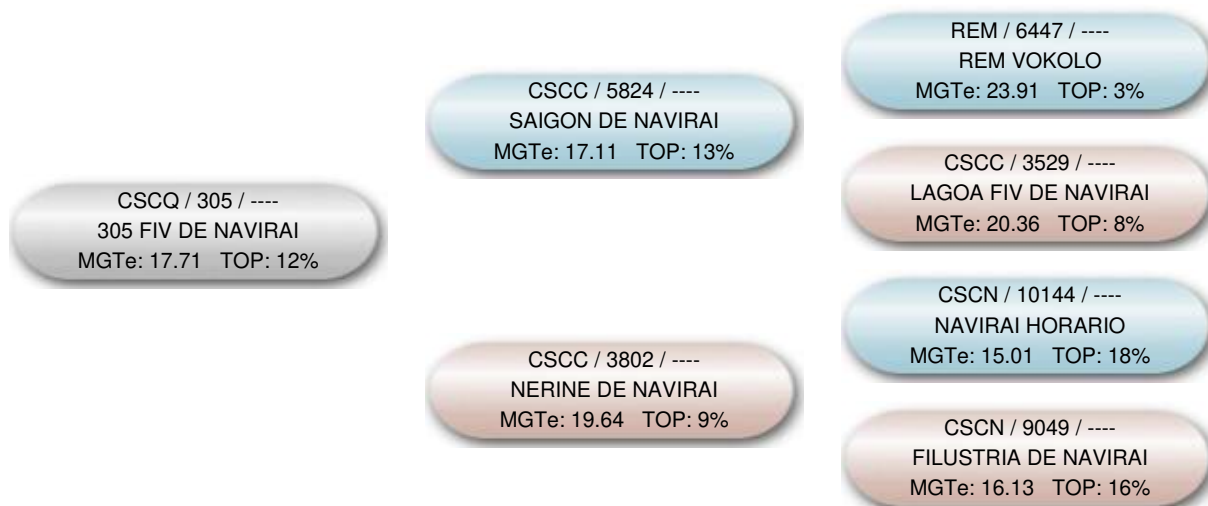 CSCQ / 305 / ----
305 FIV DE NAVIRAI
MGTe: 17.71 TOP: 12%
CSCC / 5824 / ----
SAIGON DE NAVIRAI
MGTe: 17.11 TOP: 13%
CSCC / 3802 / ----
NERINE DE NAVIRAI
MGTe: 19.64 TOP: 9%
REM / 6447 / ----
REM VOKOLO
MGTe: 23.91 TOP: 3%
CSCC / 3529 / ----
LAGOA FIV DE NAVIRAI
MGTe: 20.36 TOP: 8%
CSCN / 10144 / ----
NAVIRAI HORARIO
MGTe: 15.01 TOP: 18%
CSCN / 9049 / ----
FILUSTRIA DE NAVIRAI
MGTe: 16.13 TOP: 16%